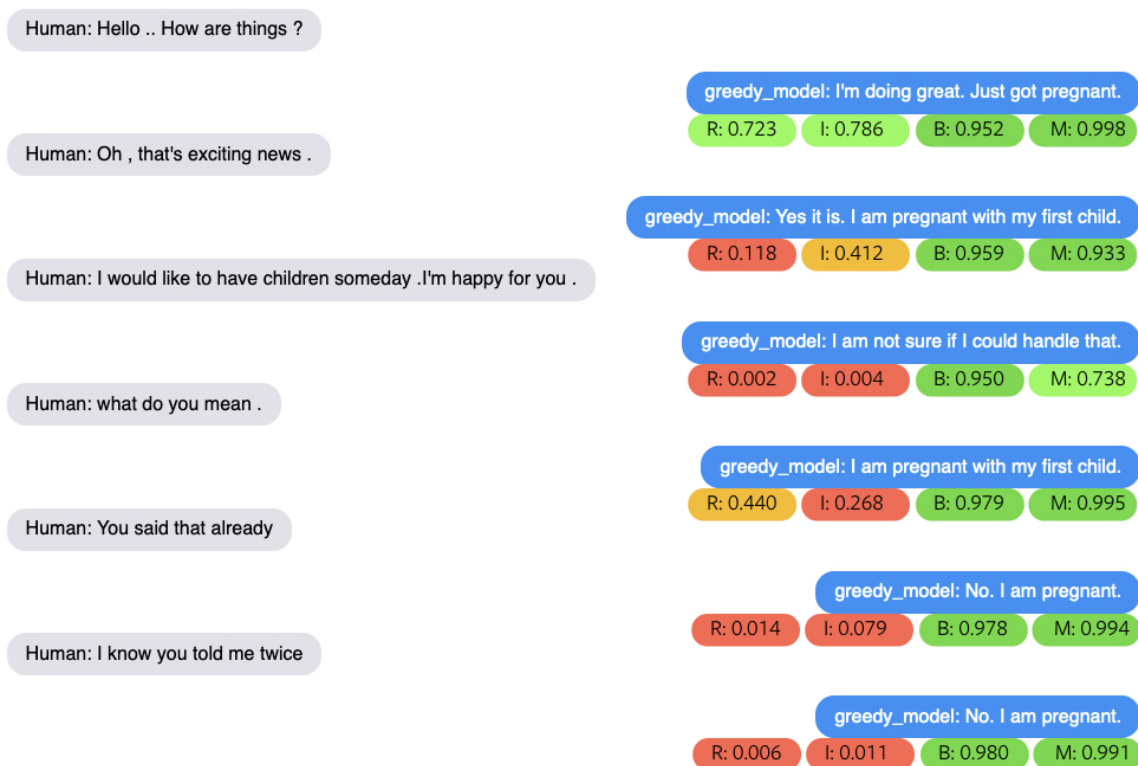 Human: Hello .. How are things ?
greedy_model: I'm doing great. Just got pregnant.
R: 0.723 I: 0.786 B: 0.952 M: 0.998
Human: Oh , that's exciting news .
greedy_model: Yes it is. I am pregnant with my first child.
R: 0.118 I: 0.412 B: 0.959 M: 0.933
Human: I would like to have children someday .I'm happy for you .
greedy_model: I am not sure if I could handle that.
R: 0.002 I: 0.004 B: 0.950 M: 0.738
Human: what do you mean .
greedy_model: I am pregnant with my first child.
R: 0.440 I: 0.268 B: 0.979 M: 0.995
Human: You said that already
greedy_model: No. I am pregnant.
R: 0.014 I: 0.079 B: 0.978 M: 0.994
Human: I know you told me twice
greedy_model: No. I am pregnant.
R: 0.006 I: 0.011 B: 0.980 M: 0.991